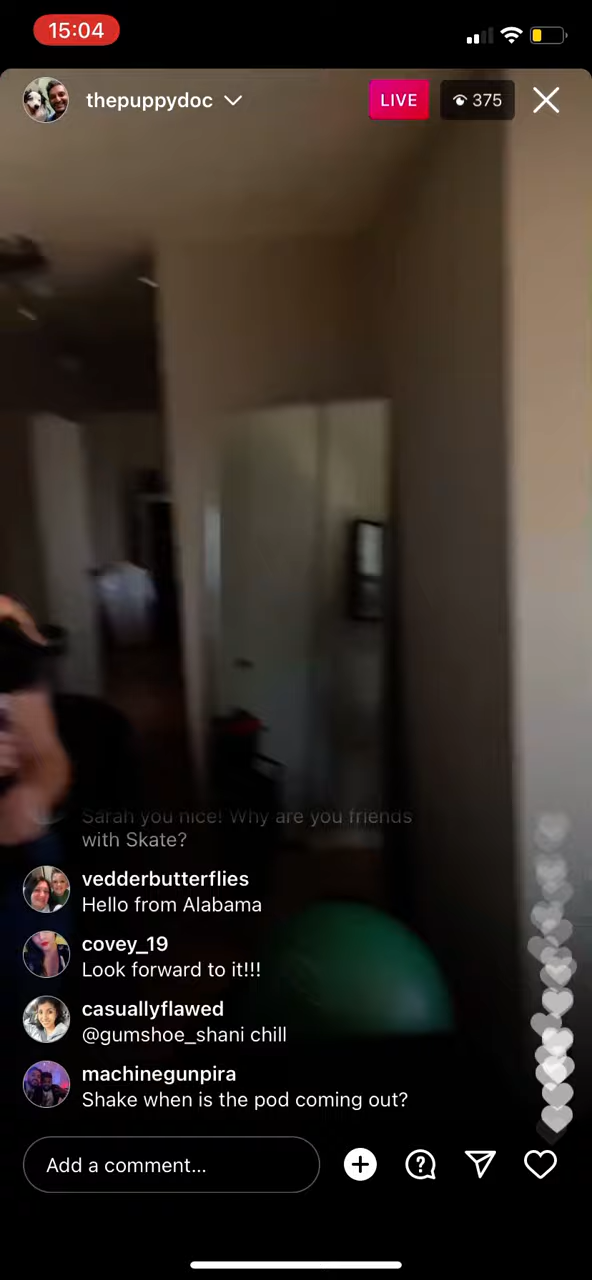 15:04
thepuppydoc
LIVE
375
Sarah you nice! Why are you friends
with Skate?
vedderbutterflies
Hello from Alabama
covey_19
Look forward to it!!!
casuallyflawed
@gumshoe_shani chill
machinegunpira
Shake when is the pod coming out?
Add a comment...